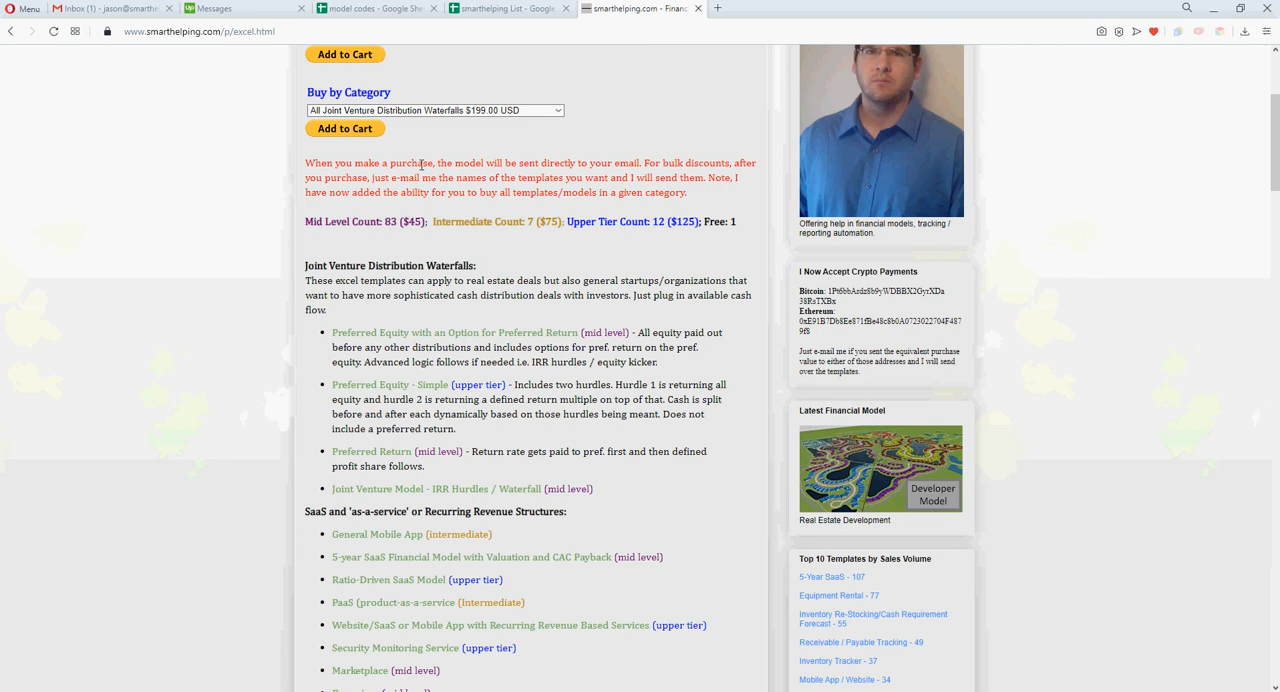 Menu
Inbox (1) - jason@smarthe
Messages
model codes - Google She
smarthelping List - Google
smarthelping.com - Financ
www.smarthelping.com/p/excel.html
Add to Cart
Buy by Category
All Joint Venture Distribution Waterfalls $199.00 USD
Add to Cart
When you make a purchase, the model will be sent directly to your email. For bulk discounts, after
you purchase, just e-mail me the names of the templates you want and I will send them. Note, I
have now added the ability for you to buy all templates/models in a given category.
Mid Level Count: 83 ($45); Intermediate Count: 7 ($75); Upper Tier Count: 12 ($125); Free: 1
Joint Venture Distribution Waterfalls:
These excel templates can apply to real estate deals but also general startups/organizations that
want to have more sophisticated cash distribution deals with investors. Just plug in available cash
flow.
Preferred Equity with an Option for Preferred Return (mid level) - All equity paid out
before any other distributions and includes options for pref. return on the pref.
equity. Advanced logic follows if needed i.e. IRR hurdles / equity kicker.
Preferred Equity - Simple (upper tier) - Includes two hurdles. Hurdle 1 is returning all
equity and hurdle 2 is returning a defined return multiple on top of that. Cash is split
before and after each dynamically based on those hurdles being meant. Does not
include a preferred return.
Preferred Return (mid level) - Return rate gets paid to pref. first and then defined
profit share follows.
Joint Venture Model - IRR Hurdles / Waterfall (mid level)
SaaS and 'as-a-service' or Recurring Revenue Structures:
General Mobile App (intermediate)
5-year SaaS Financial Model with Valuation and CAC Payback (mid level)
Ratio-Driven SaaS Model (upper tier)
PaaS (product-as-a-service (Intermediate)
Website/SaaS or Mobile App with Recurring Revenue Based Services (upper tier)
Security Monitoring Service (upper tier)
Marketplace (mid level)
Offering help in financial models, tracking /
reporting automation.
I Now Accept Crypto Payments
Bitcoin:
Ethereum:
Just e-mail me if you sent the equivalent purchase
value to either of those addresses and I will send
over the templates.
Latest Financial Model
Developer
Model
Real Estate Development
Top 10 Templates by Sales Volume
5-Year SaaS - 107
Equipment Rental - 77
Inventory Re-Stocking/Cash Requirement
Forecast - 55
Receivable / Payable Tracking - 49
Inventory Tracker - 37
Mobile App / Website - 34